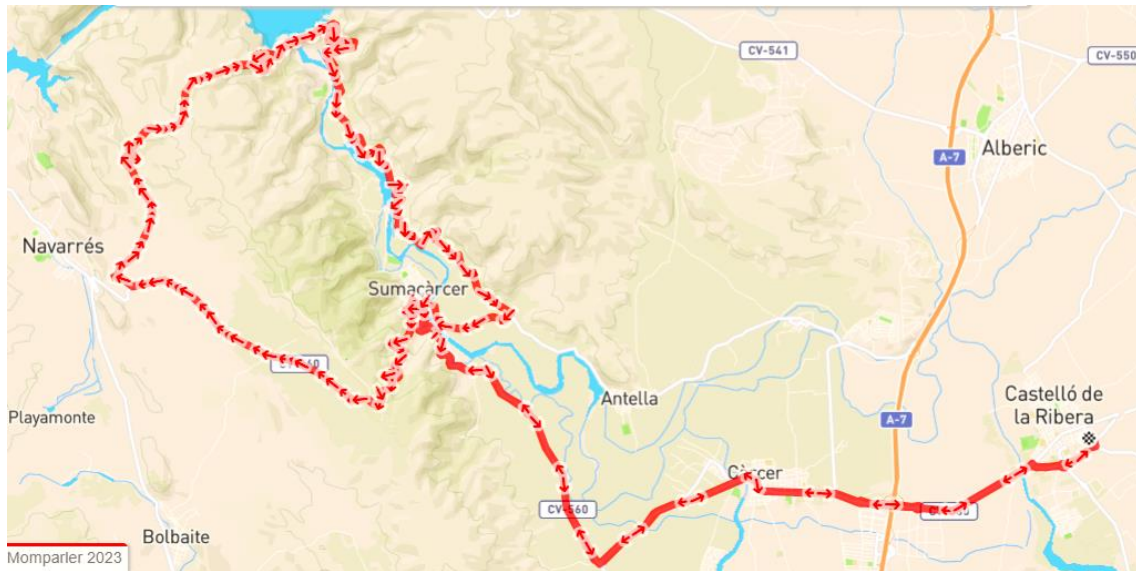 CV-541
CV-550
A-7
Alberic
Navarrés
Sumacàrcer
Playamonte
Antella
A-7
Castelló de
la Ribera
CV-560
Bolbaite
Momparler 2023